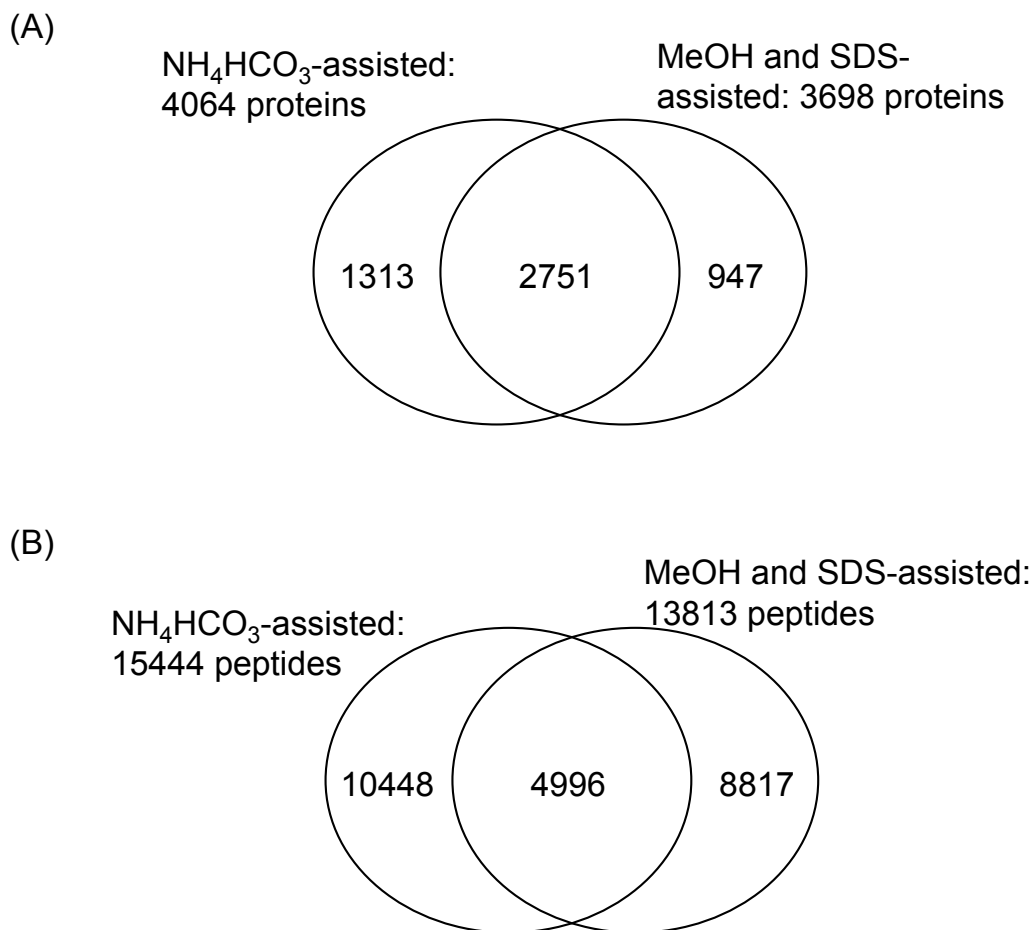 (A)
NH₄HCO₃-assisted:
4064 proteins
MeOH and SDS-
assisted: 3698 proteins
1313
2751
947
(B)
NH₄HCO₃-assisted:
15444 peptides
MeOH and SDS-assisted:
13813 peptides
10448
4996
8817